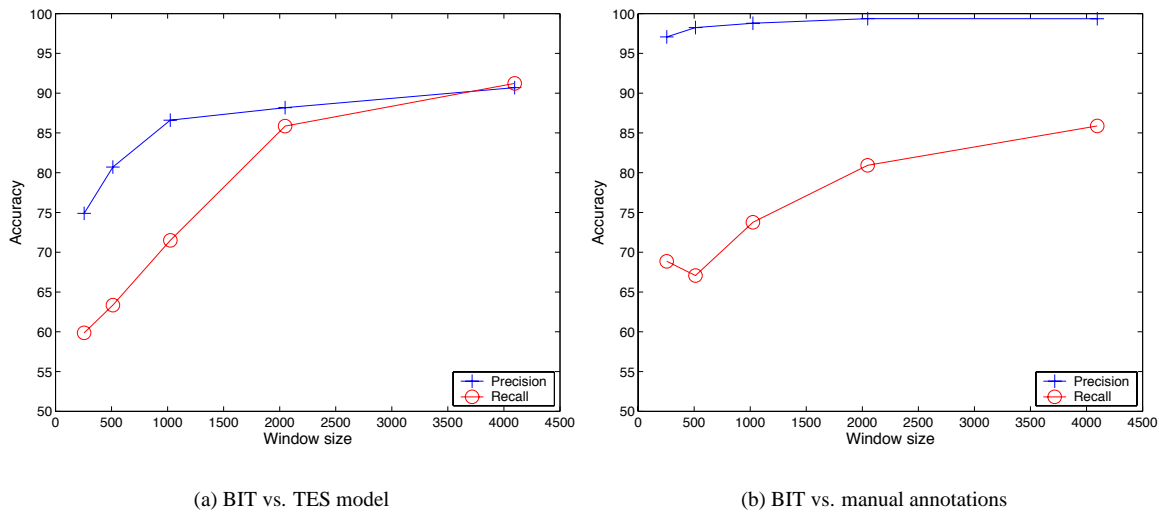 100
95
90
85
80
75
70
65
60
55
50
Accuracy
0 500 1000 1500 2000 2500 3000 3500 4000 4500
Window size
Precision
Recall
(a) BIT vs. TES model
100
95
90
85
80
75
70
65
60
55
50
Accuracy
0 500 1000 1500 2000 2500 3000 3500 4000 4500
Window size
Precision
Recall
(b) BIT vs. manual annotations